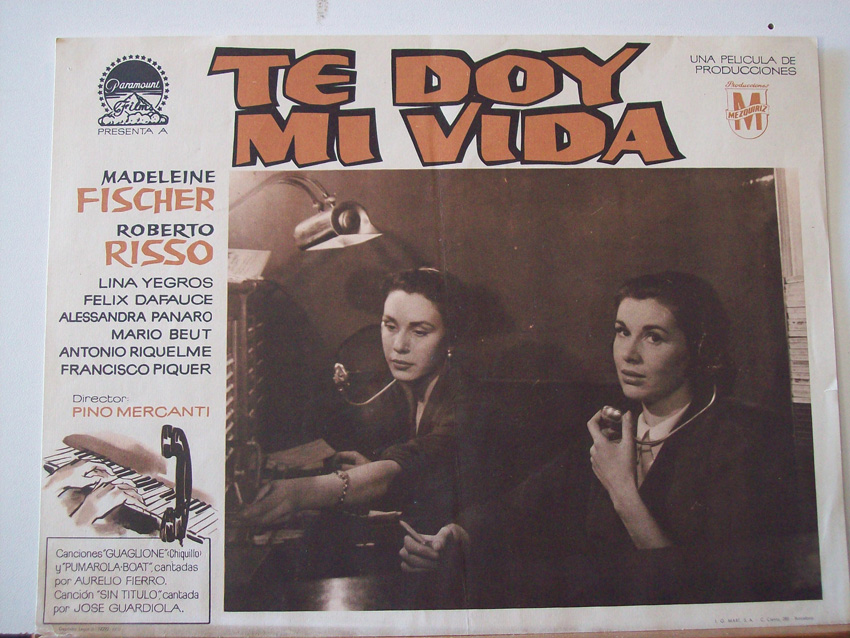 Paramount
Films
PRESENTA A
TE DOY
MI VIDA
UNA PELICULA DE
PRODUCCIONES
Producciones
M
MEZQUIRIZ
MADELEINE
FISCHER
ROBERTO
RISSO
LINA YEGROS
FELIX DAFAUCE
ALESSANDRA PANARO
MARIO BEUT
ANTONIO RIQUELME
FRANCISCO PIQUER
Director:
PINO MERCANTI
Canciones "GUAGLIONE" (Chiquillo)
y "PUMAROLA-BOAT", cantadas
por AURELIO FIERRO.
Canción "SIN TITULO", cantada
por JOSE GUARDIOLA.